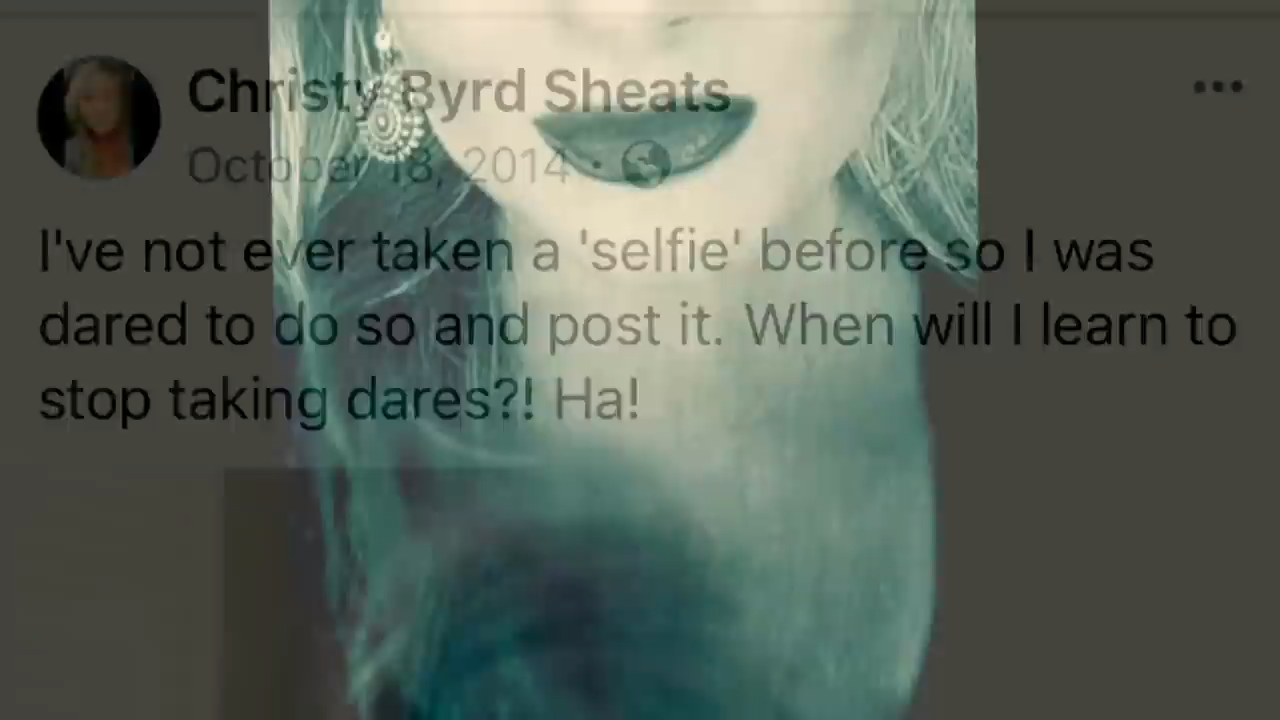 Christy Byrd Sheats
October 18, 2014 ·
I've not ever taken a 'selfie' before so I was
dared to do so and post it. When will I learn to
stop taking dares?! Ha!